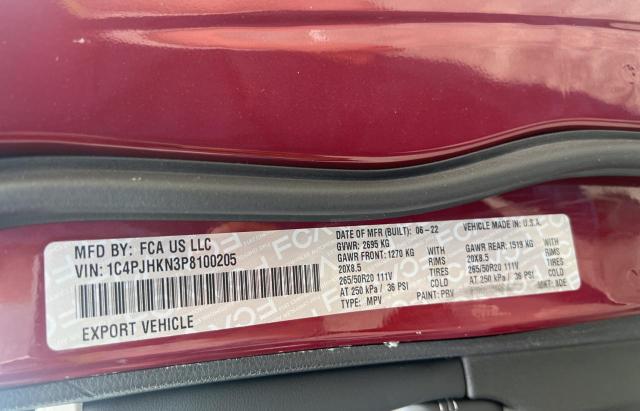 MFD BY: FCA US LLC
VIN: 1C4PJHKN3P8100205
EXPORT VEHICLE
DATE OF MFR (BUILT): 06-22 VEHICLE MADE IN U.S.A.
GVWR: 2695 KG
GAWR FRONT: 1270 KG WITH GAWR REAR: 1519 KG WITH
20X8.5 RIMS 20X8.5 RIMS
265/50R20 111V TIRES 265/50R20 111V TIRES
AT 250 kPa / 36 PSI COLD AT 250 kPa / 36 PSI COLD
TYPE: MPV PAINT: PRV MKT: ADE